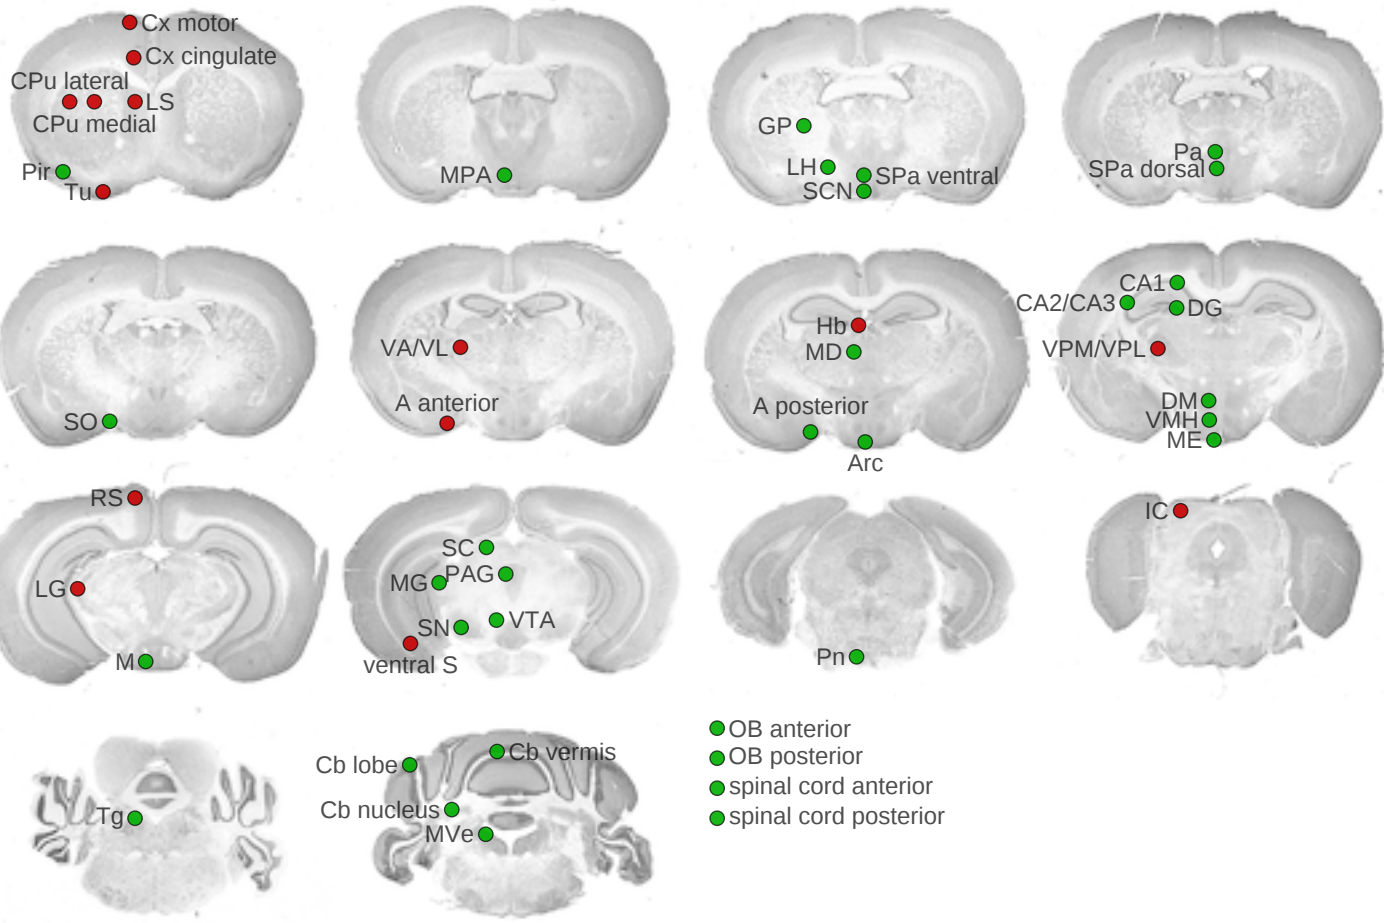 Cx motor
Cx cingulate
CPu lateral
LS
CPu medial
Pir
Tu
MPA
GP
LH
SPa ventral
SCN
Pa
SPa dorsal
SO
VA/VL
A anterior
Hb
MD
A posterior
Arc
CA1
CA2/CA3
DG
VPM/VPL
DM
VMH
ME
RS
LG
M
SC
MG
PAG
SN
VTA
ventral S
Pn
IC
Tg
Cb lobe
Cb vermis
Cb nucleus
MVe
OB anterior
OB posterior
spinal cord anterior
spinal cord posterior